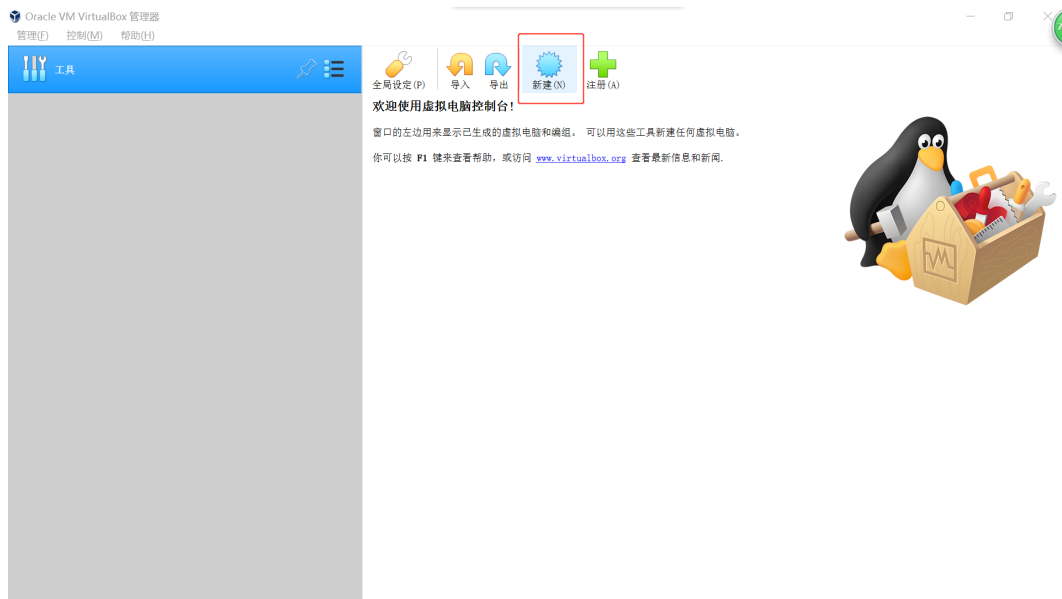 Oracle VM VirtualBox 管理器
管理(F) 控制(M) 帮助(H)
工具
全局设定(P) 导入 导出 新建(N) 注册(A)
欢迎使用虚拟电脑控制台!
窗口的左边用来显示已生成的虚拟电脑和编组。 可以用这些工具新建任何虚拟电脑。
你可以按 F1 键来查看帮助，或访问 www.virtualbox.org 查看最新信息和新闻.